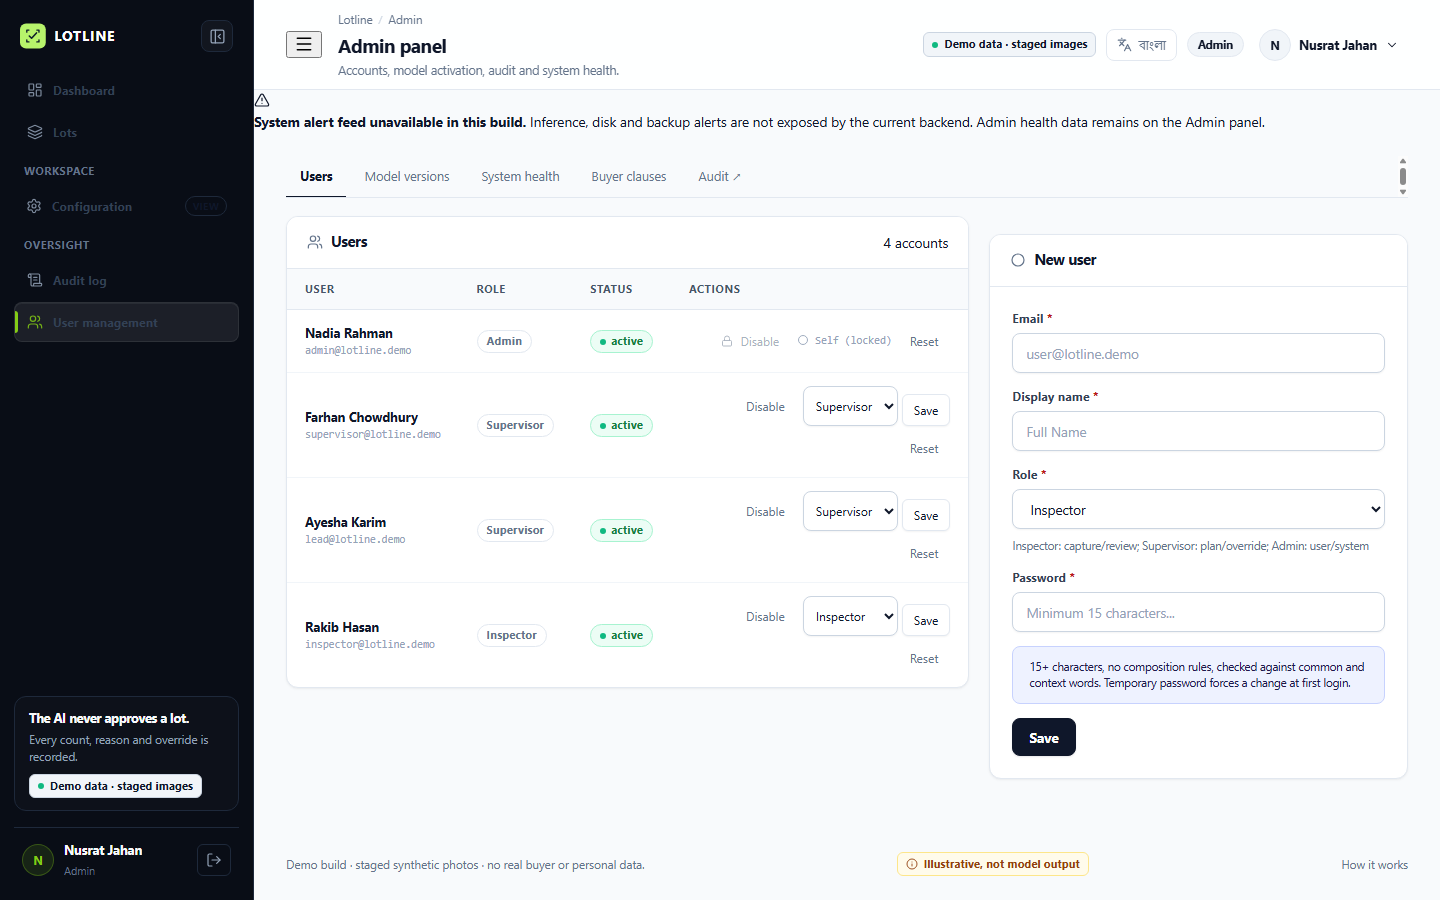 LOTLINE
Dashboard
Lots
WORKSPACE
Configuration
VIEW
OVERSIGHT
Audit log
User management
The AI never approves a lot.
Every count, reason and override is
recorded.
Demo data · staged images
N
Nusrat Jahan
Admin
Lotline / Admin
Admin panel
Accounts, model activation, audit and system health.
Demo data · staged images
বাংলা
Admin
N Nusrat Jahan
System alert feed unavailable in this build. Inference, disk and backup alerts are not exposed by the current backend. Admin health data remains on the Admin panel.
Users Model versions System health Buyer clauses Audit ↗
Users
4 accounts
USER ROLE STATUS ACTIONS
Nadia Rahman
admin@lotline.demo
Admin
active
Disable
Self (locked)
Reset
Farhan Chowdhury
supervisor@lotline.demo
Supervisor
active
Disable
Supervisor
Save
Reset
Ayesha Karim
lead@lotline.demo
Supervisor
active
Disable
Supervisor
Save
Reset
Rakib Hasan
inspector@lotline.demo
Inspector
active
Disable
Inspector
Save
Reset
New user
Email *
user@lotline.demo
Display name *
Full Name
Role *
Inspector
Inspector: capture/review; Supervisor: plan/override; Admin: user/system
Password *
Minimum 15 characters...
15+ characters, no composition rules, checked against common and
context words. Temporary password forces a change at first login.
Save
Demo build · staged synthetic photos · no real buyer or personal data.
Illustrative, not model output
How it works